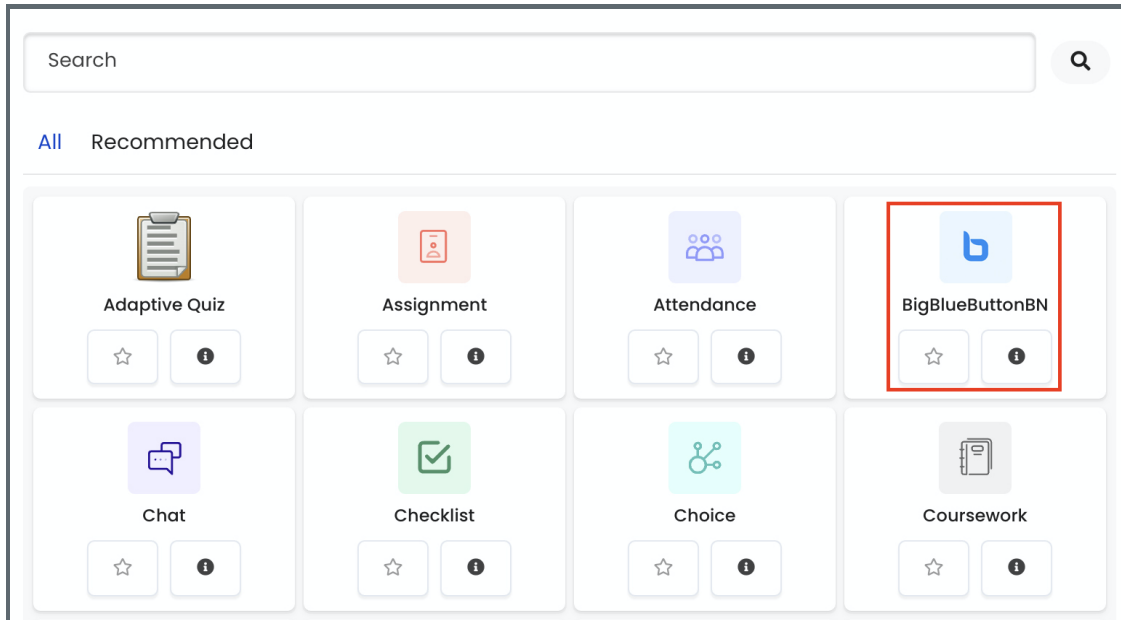 Search
All Recommended
Adaptive Quiz Assignment Attendance BigBlueButtonBN
Chat Checklist Choice Coursework